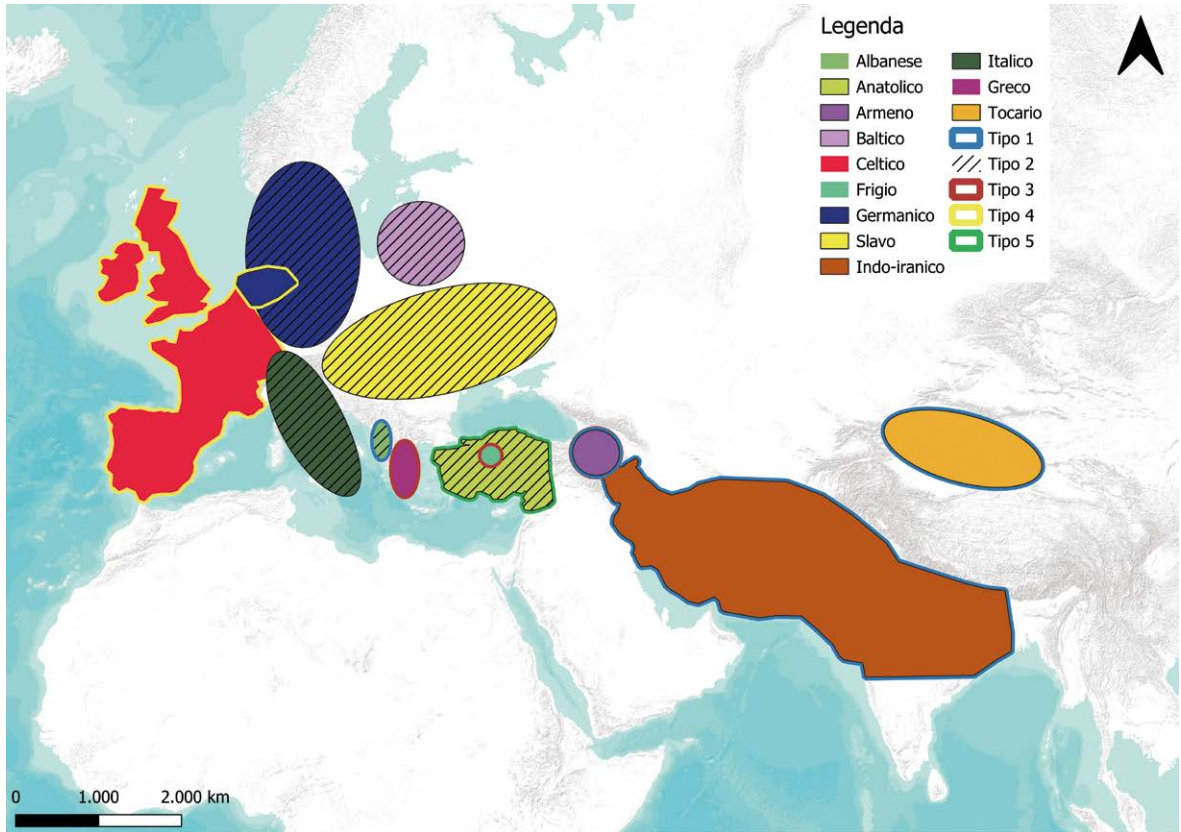 Legenda
Albanese
Anatolico
Armeno
Baltico
Celtico
Frigio
Germanico
Slavo
Indo-iranico
Italico
Greco
Tocario
Tipo 1
Tipo 2
Tipo 3
Tipo 4
Tipo 5
0 1.000 2.000 km